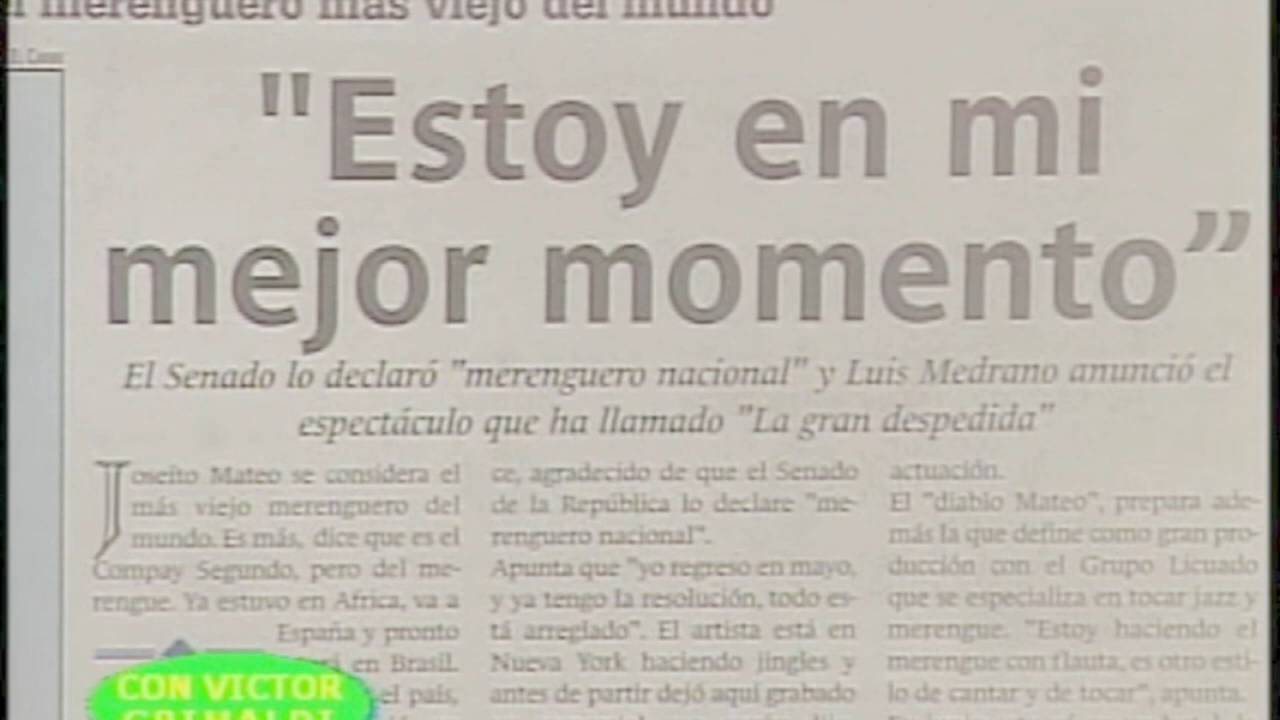 merenguero más viejo del mundo
"Estoy en mi
mejor momento”
El Senado lo declaró "merenguero nacional" y Luis Medrano anunció el
espectáculo que ha llamado "La gran despedida"
Joseíto Mateo se considera el
más viejo merenguero del
mundo. Es más, dice que es el
Compay Segundo, pero del me-
rengue. Ya estuvo en Africa, va a
España y pronto
en Brasil.
el país,
ce, agradecido de que el Senado
de la República lo declare "me-
renguero nacional".
Apunta que "yo regreso en mayo,
y ya tengo la resolución, todo es-
tá arreglado". El artista está en
Nueva York haciendo jingles y
antes de partir dejó aquí grabado
actuación.
El "diablo Mateo", prepara ade-
más la que define como gran pro-
ducción con el Grupo Licuado
que se especializa en tocar jazz y
merengue. "Estoy haciendo el
merengue con flauta, es otro esti-
lo de cantar y de tocar", apunta.
CON VICTOR
GRIMALDI